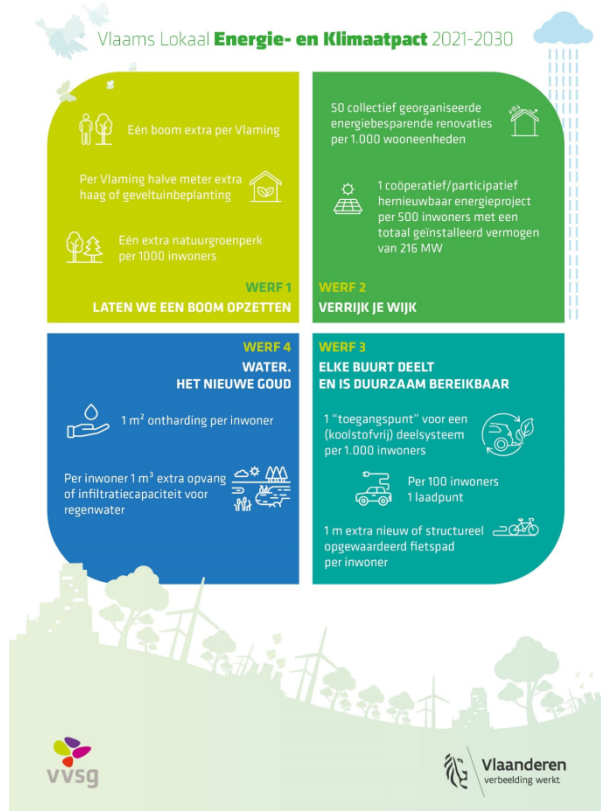 Vlaams Lokaal Energie- en Klimaatpact 2021-2030
Eén boom extra per Vlaming
Per Vlaming halve meter extra
haag of geveltuinbeplanting
Eén extra natuurgroenperk
per 1000 inwoners
WERF 1
LATEN WE EEN BOOM OPZETTEN
50 collectief georganiseerde
energiebesparende renovaties
per 1.000 wooneenheden
1 coöperatief/participatief
hernieuwbaar energieproject
per 500 inwoners met een
totaal geïnstalleerd vermogen
van 216 MW
WERF 2
VERRIJK JE WIJK
WERF 4
WATER.
HET NIEUWE GOUD
1 m² ontharding per inwoner
Per inwoner 1 m³ extra opvang
of infiltratiecapaciteit voor
regenwater
WERF 3
ELKE BUURT DEELT
EN IS DUURZAAM BEREIKBAAR
1 "toegangspunt" voor een
(koolstofvrij) deelsysteem
per 1.000 inwoners
Per 100 inwoners
1 laadpunt
1 m extra nieuw of structureel
opgewaardeerd fietspad
per inwoner
vvsg
Vlaanderen
verbeelding werkt